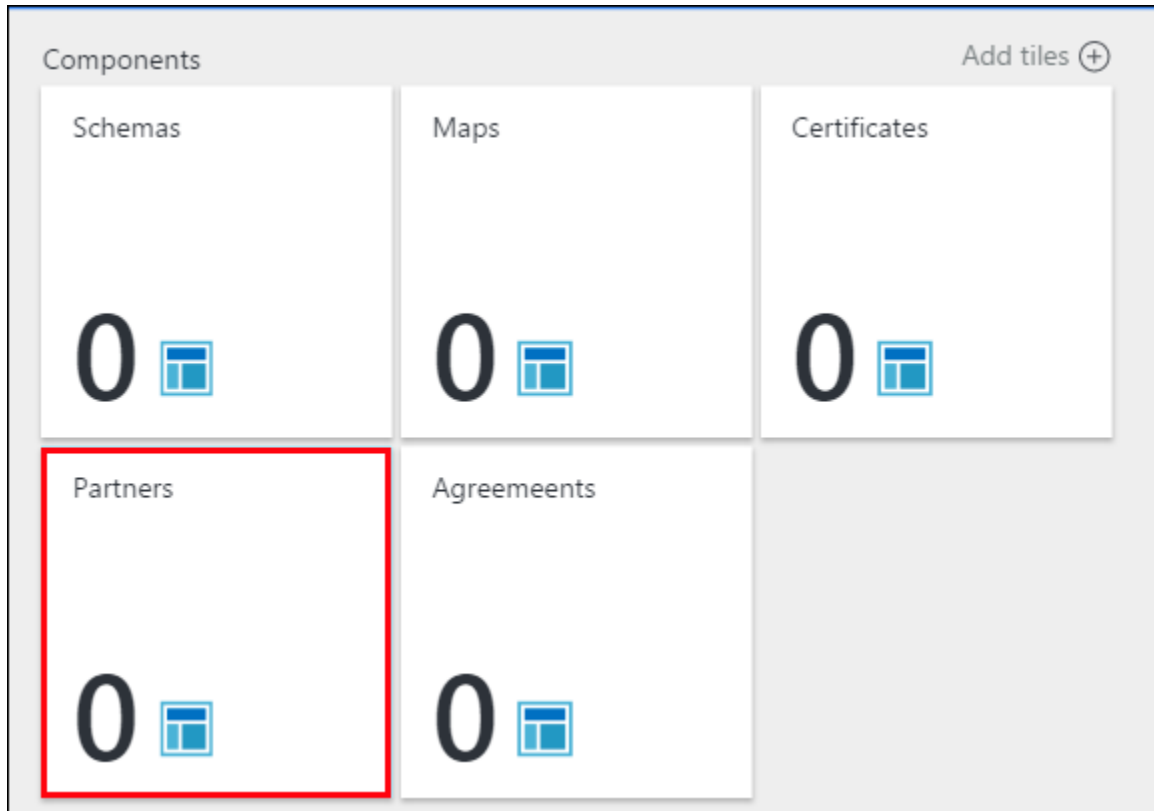 Components Add tiles
Schemas Maps Certificates
0 0 0
Partners Agreemeents
0 0